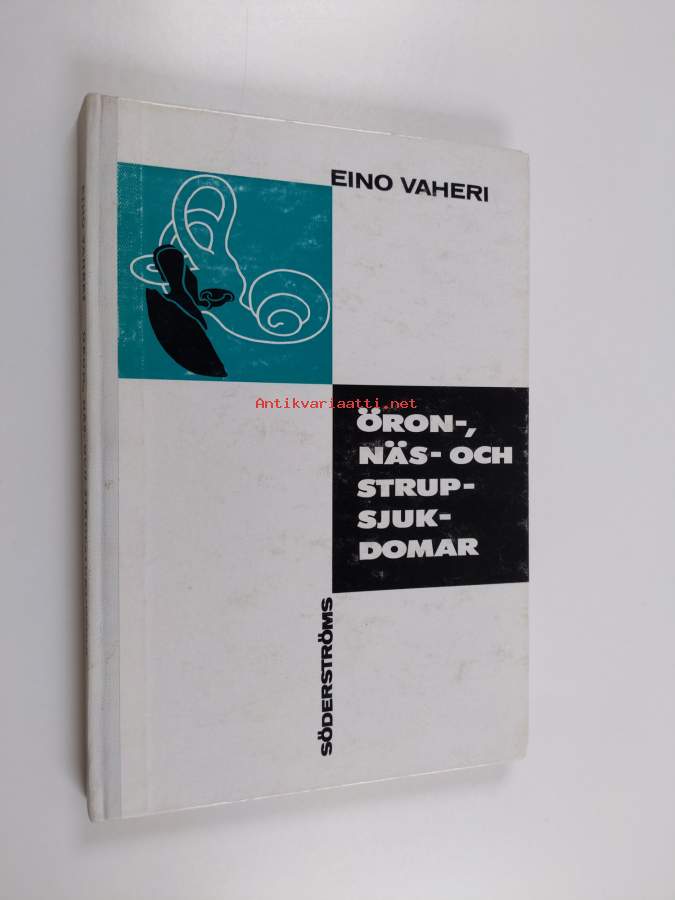 EINO VAHERI
Antikvariaatti.net
ÖRON-,
NÄS- OCH
STRUP-
SJUK-
DOMAR
SÖDERSTRÖMS